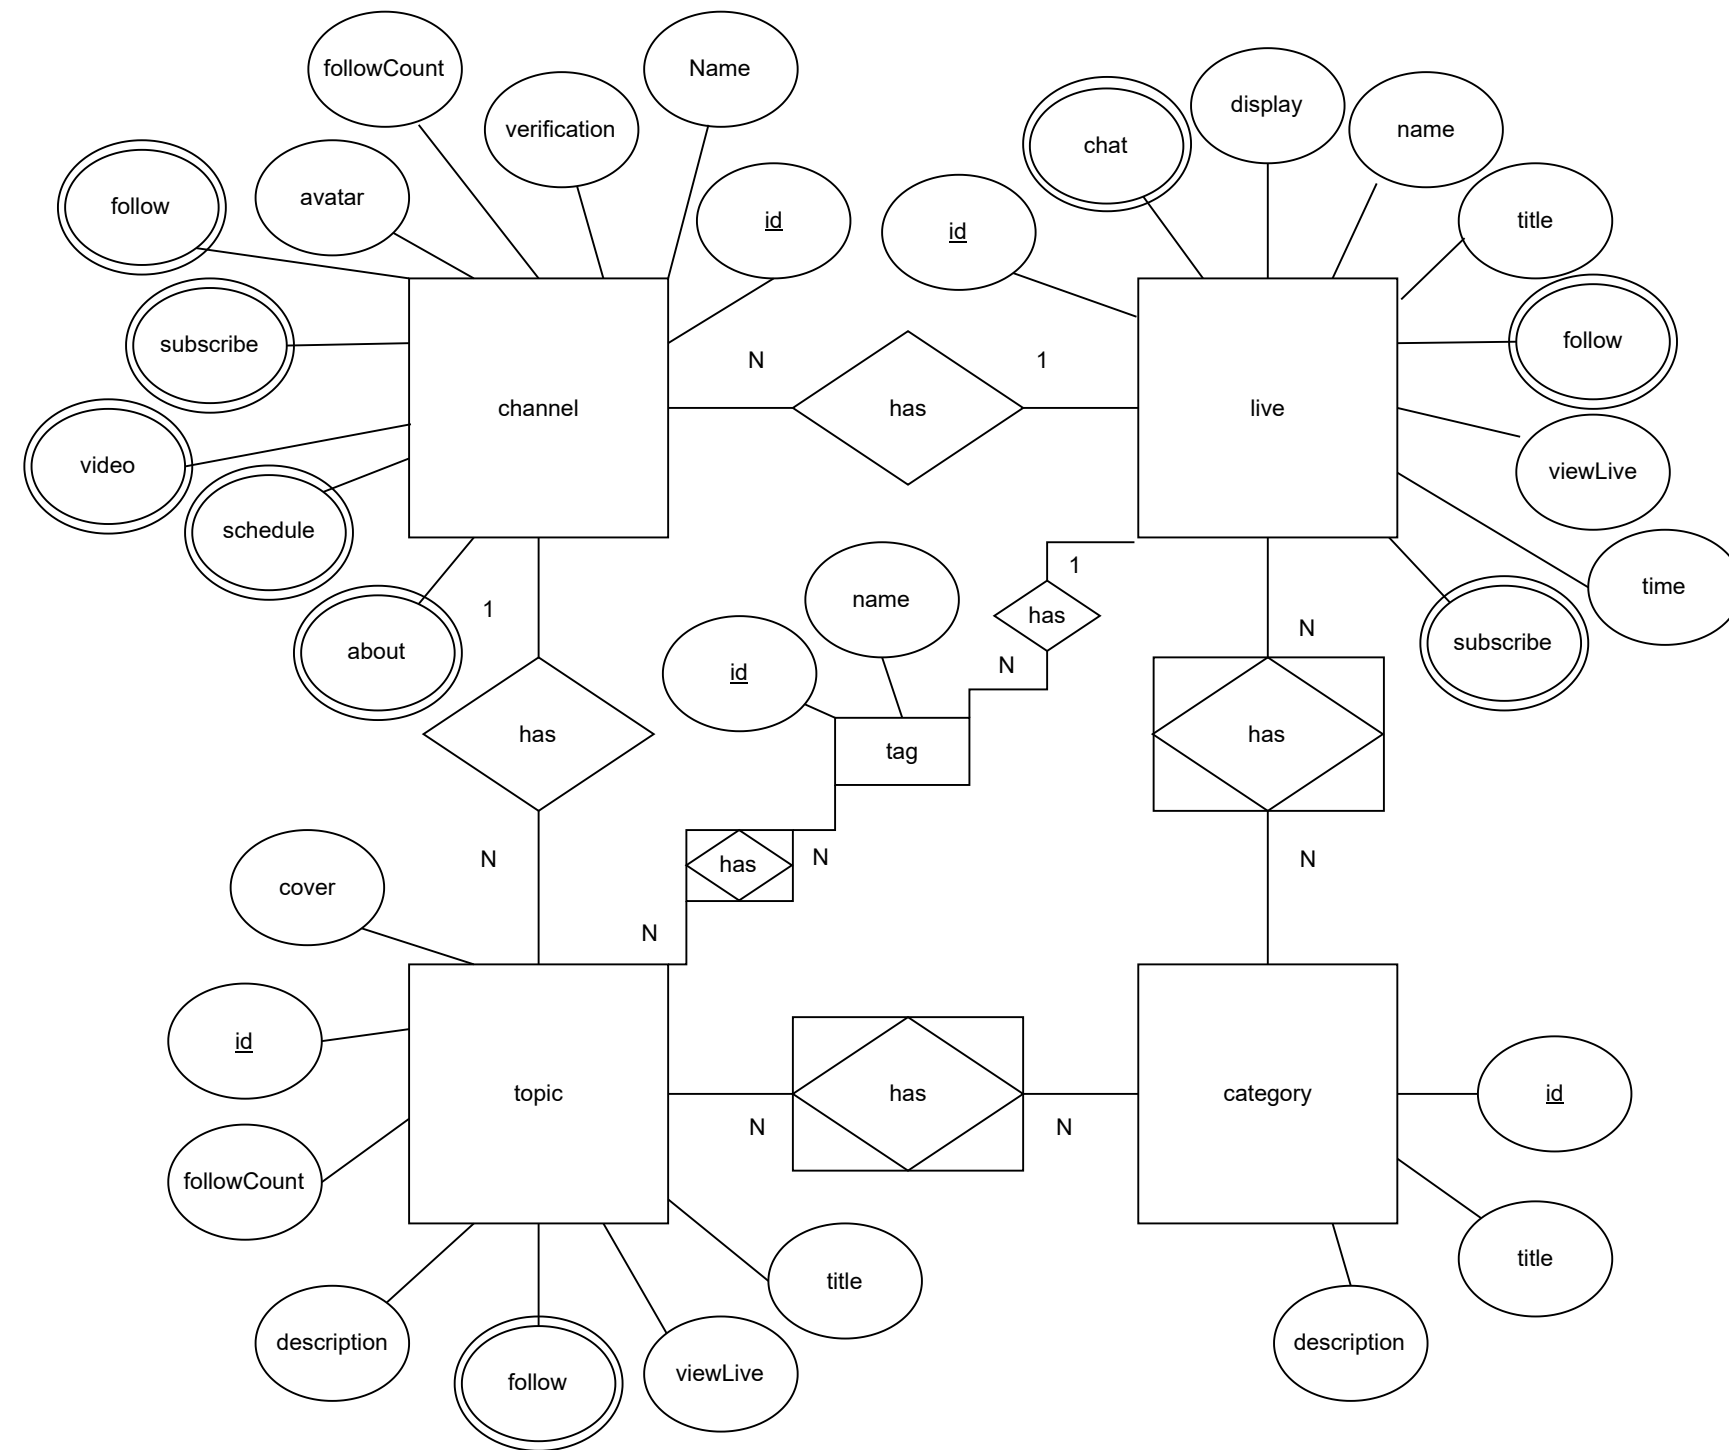 followCount
Name
verification
display
name
chat
avatar
follow
id
id
title
subscribe
follow
N
1
channel
has
live
video
viewLive
schedule
1
time
name
1
has
N
about
subscribe
N
id
has
has
tag
N
N
has
N
cover
N
id
topic
has
category
id
N
N
followCount
title
title
description
description
viewLive
follow